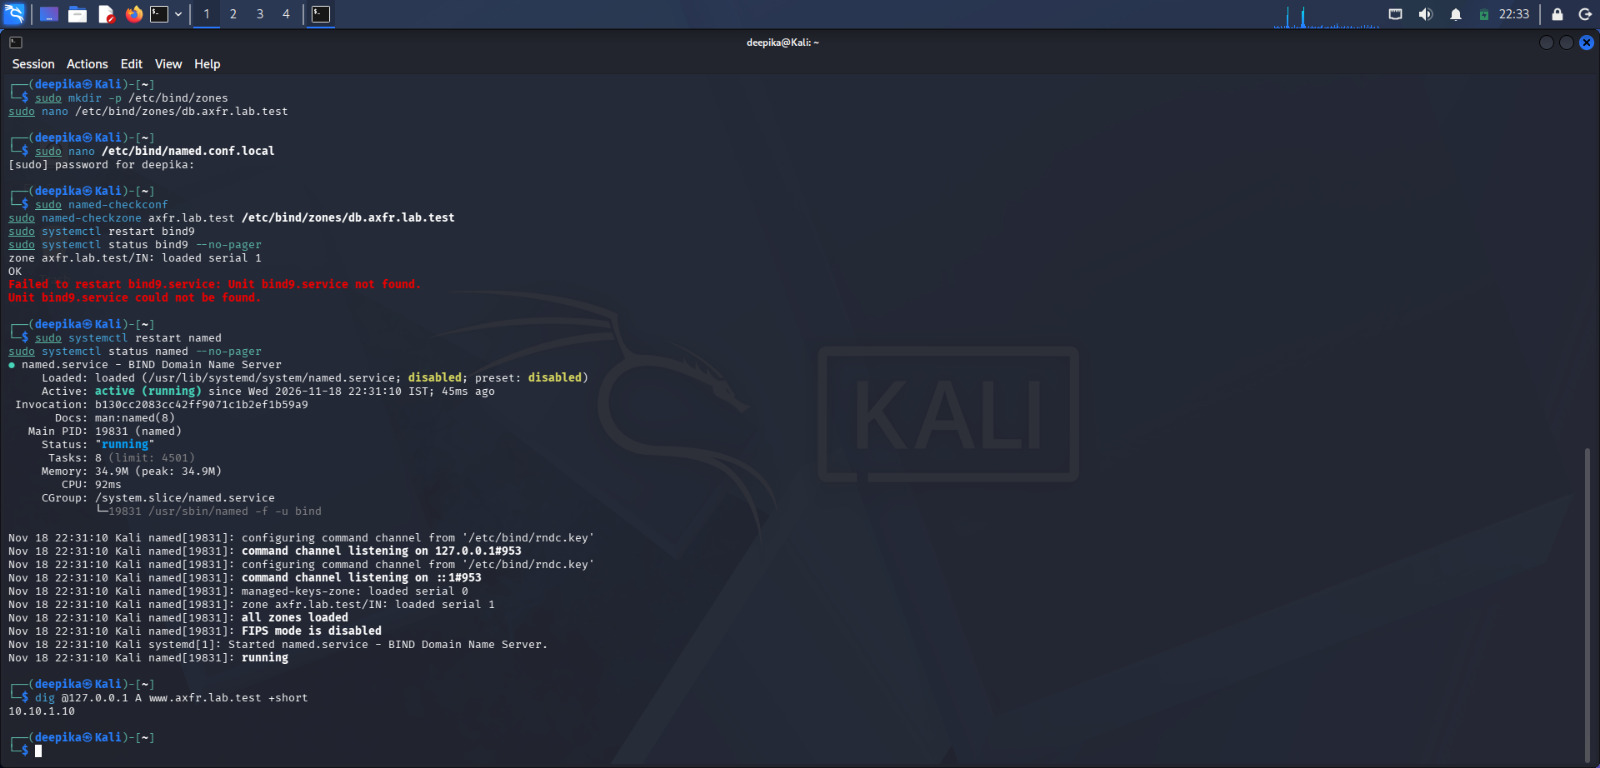 1 2 3 4 22:33
deepika@Kali: ~
Session Actions Edit View Help
┌──(deepika㉿Kali)-[~]
└─$ sudo mkdir -p /etc/bind/zones
sudo nano /etc/bind/zones/db.axfr.lab.test
┌──(deepika㉿Kali)-[~]
└─$ sudo nano /etc/bind/named.conf.local
[sudo] password for deepika:
┌──(deepika㉿Kali)-[~]
└─$ sudo named-checkconf
sudo named-checkzone axfr.lab.test /etc/bind/zones/db.axfr.lab.test
sudo systemctl restart bind9
sudo systemctl status bind9 --no-pager
zone axfr.lab.test/IN: loaded serial 1
OK
Failed to restart bind9.service: Unit bind9.service not found.
Unit bind9.service could not be found.
┌──(deepika㉿Kali)-[~]
└─$ sudo systemctl restart named
sudo systemctl status named --no-pager
● named.service - BIND Domain Name Server
Loaded: loaded (/usr/lib/systemd/system/named.service; disabled; preset: disabled)
Active: active (running) since Wed 2026-11-18 22:31:10 IST; 45ms ago
Invocation: b130cc2083cc42ff9071c1b2ef1b59a9
Docs: man:named(8)
Main PID: 19831 (named)
Status: "running"
Tasks: 8 (limit: 4501)
Memory: 34.9M (peak: 34.9M)
CPU: 92ms
CGroup: /system.slice/named.service
└─19831 /usr/sbin/named -f -u bind
Nov 18 22:31:10 Kali named[19831]: configuring command channel from '/etc/bind/rndc.key'
Nov 18 22:31:10 Kali named[19831]: command channel listening on 127.0.0.1#953
Nov 18 22:31:10 Kali named[19831]: configuring command channel from '/etc/bind/rndc.key'
Nov 18 22:31:10 Kali named[19831]: command channel listening on ::1#953
Nov 18 22:31:10 Kali named[19831]: managed-keys-zone: loaded serial 0
Nov 18 22:31:10 Kali named[19831]: zone axfr.lab.test/IN: loaded serial 1
Nov 18 22:31:10 Kali named[19831]: all zones loaded
Nov 18 22:31:10 Kali named[19831]: FIPS mode is disabled
Nov 18 22:31:10 Kali systemd[1]: Started named.service - BIND Domain Name Server.
Nov 18 22:31:10 Kali named[19831]: running
┌──(deepika㉿Kali)-[~]
└─$ dig @127.0.0.1 A www.axfr.lab.test +short
10.10.1.10
┌──(deepika㉿Kali)-[~]
└─$
KALI